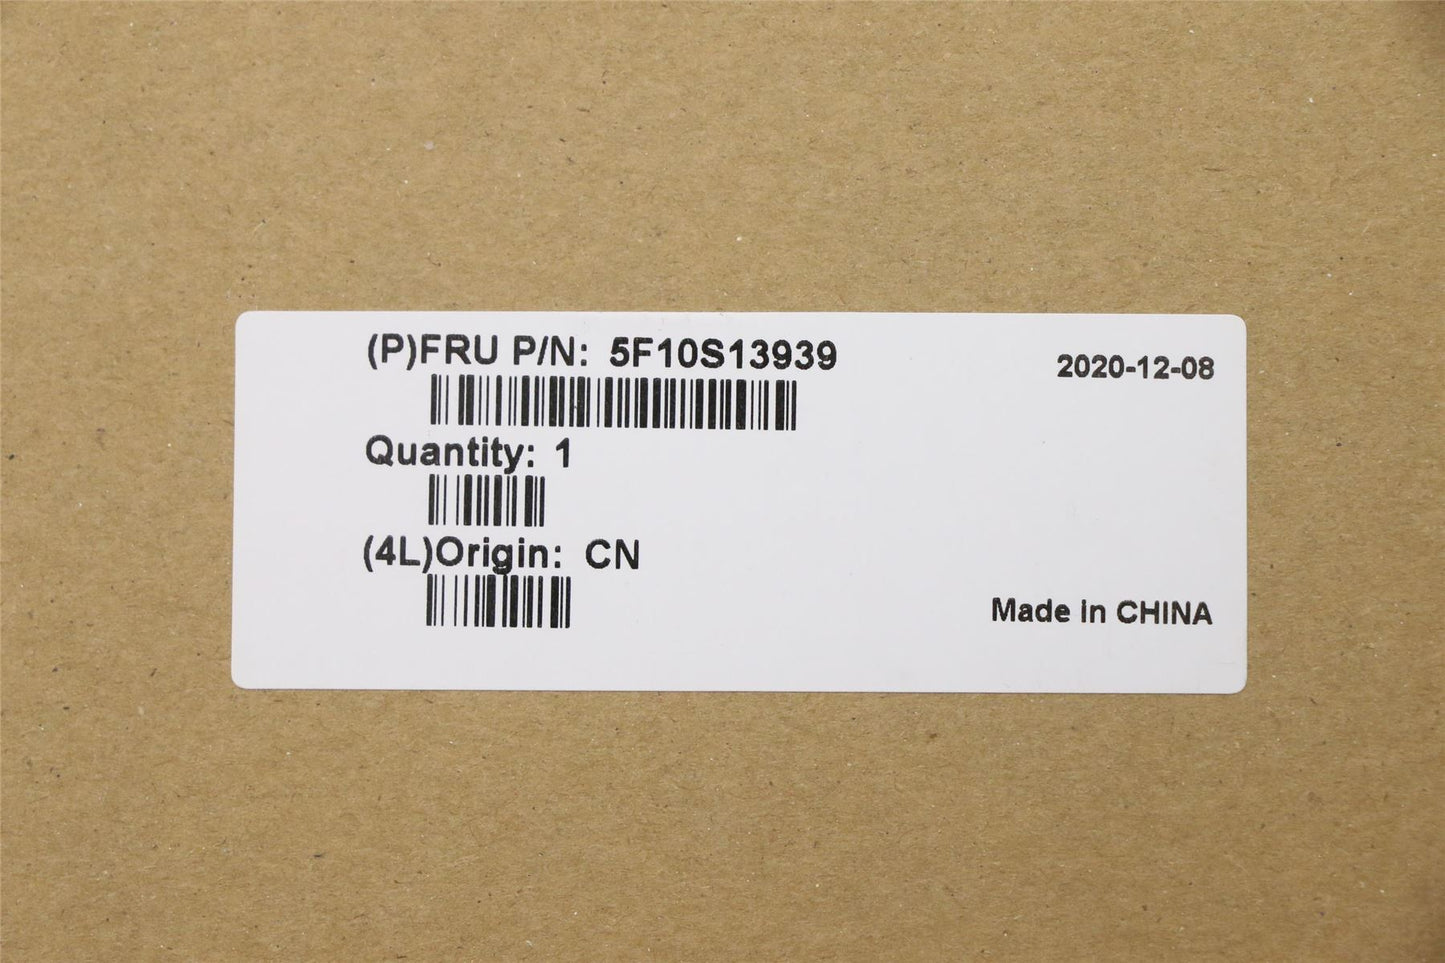 (P)FRU P/N: 5F10S13939
2020-12-08
Quantity: 1
(4L)Origin: CN
Made in CHINA